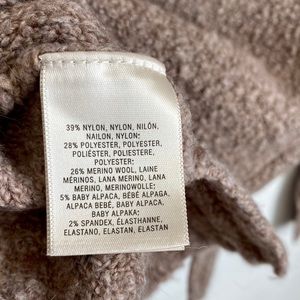 39% NYLON, NYLON, NILÓN,
NAILON, NYLON:
28% POLYESTER, POLYESTER,
POLIÉSTER, POLIESTERE,
POLYESTER:
26% MERINO WOOL, LAINE
MÉRINOS, LANA MERINO, LANA
MERINO, MERINOWOLLE:
5% BABY ALPACA, BÉBÉ ALPAGA,
ALPACA BEBÉ, BABY ALPACA,
BABY ALPAKA:
2% SPANDEX, ÉLASTHANNE,
ELASTANO, ELASTAN, ELASTAN